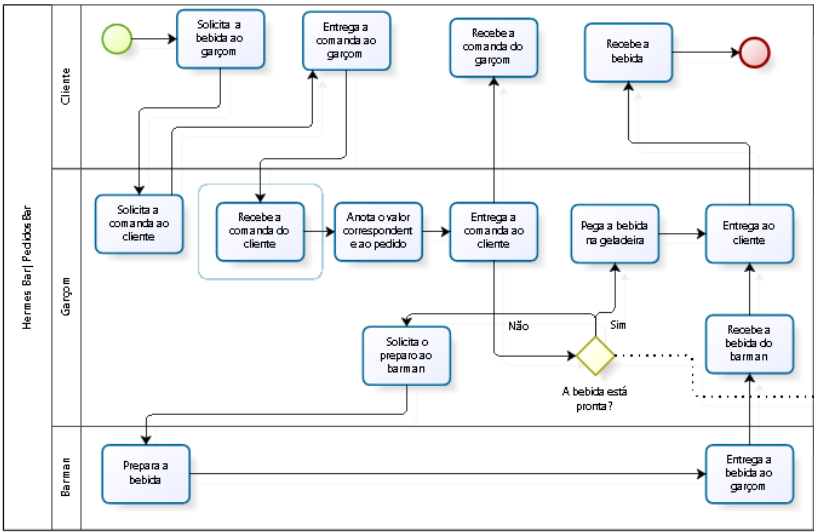 Hermes Bar | Pedidos Bar
Cliente
Solicita a
bebida ao
garçom
Entrega a
comanda ao
garçom
Recebe a
comanda do
garçom
Recebe a
bebida
Garçom
Solicita a
comanda ao
cliente
Recebe a
comanda do
cliente
Anota o valor
correspondent
e ao pedido
Entrega a
comanda ao
cliente
Pega a bebida
na geladeira
Entrega ao
cliente
Não
Sim
Solicita o
preparo ao
barman
Recebe a
bebida do
barman
A bebida está
pronta?
Barman
Prepara a
bebida
Entrega a
bebida ao
garçom